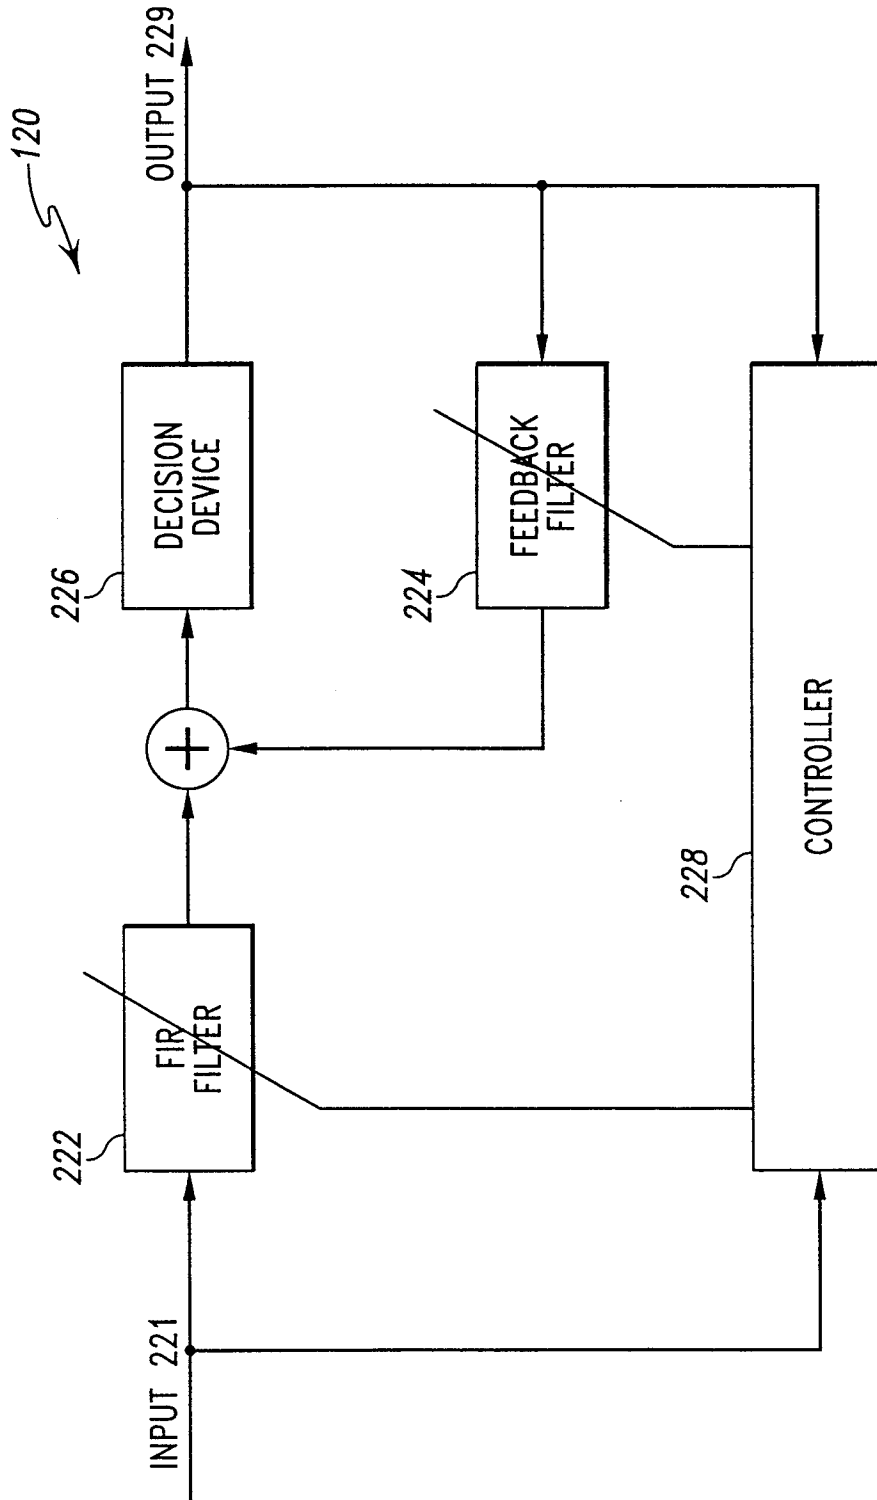 120
INPUT 221
222
FIR
FILTER
226
DECISION
DEVICE
OUTPUT 229
224
FEEDBACK
FILTER
228
CONTROLLER